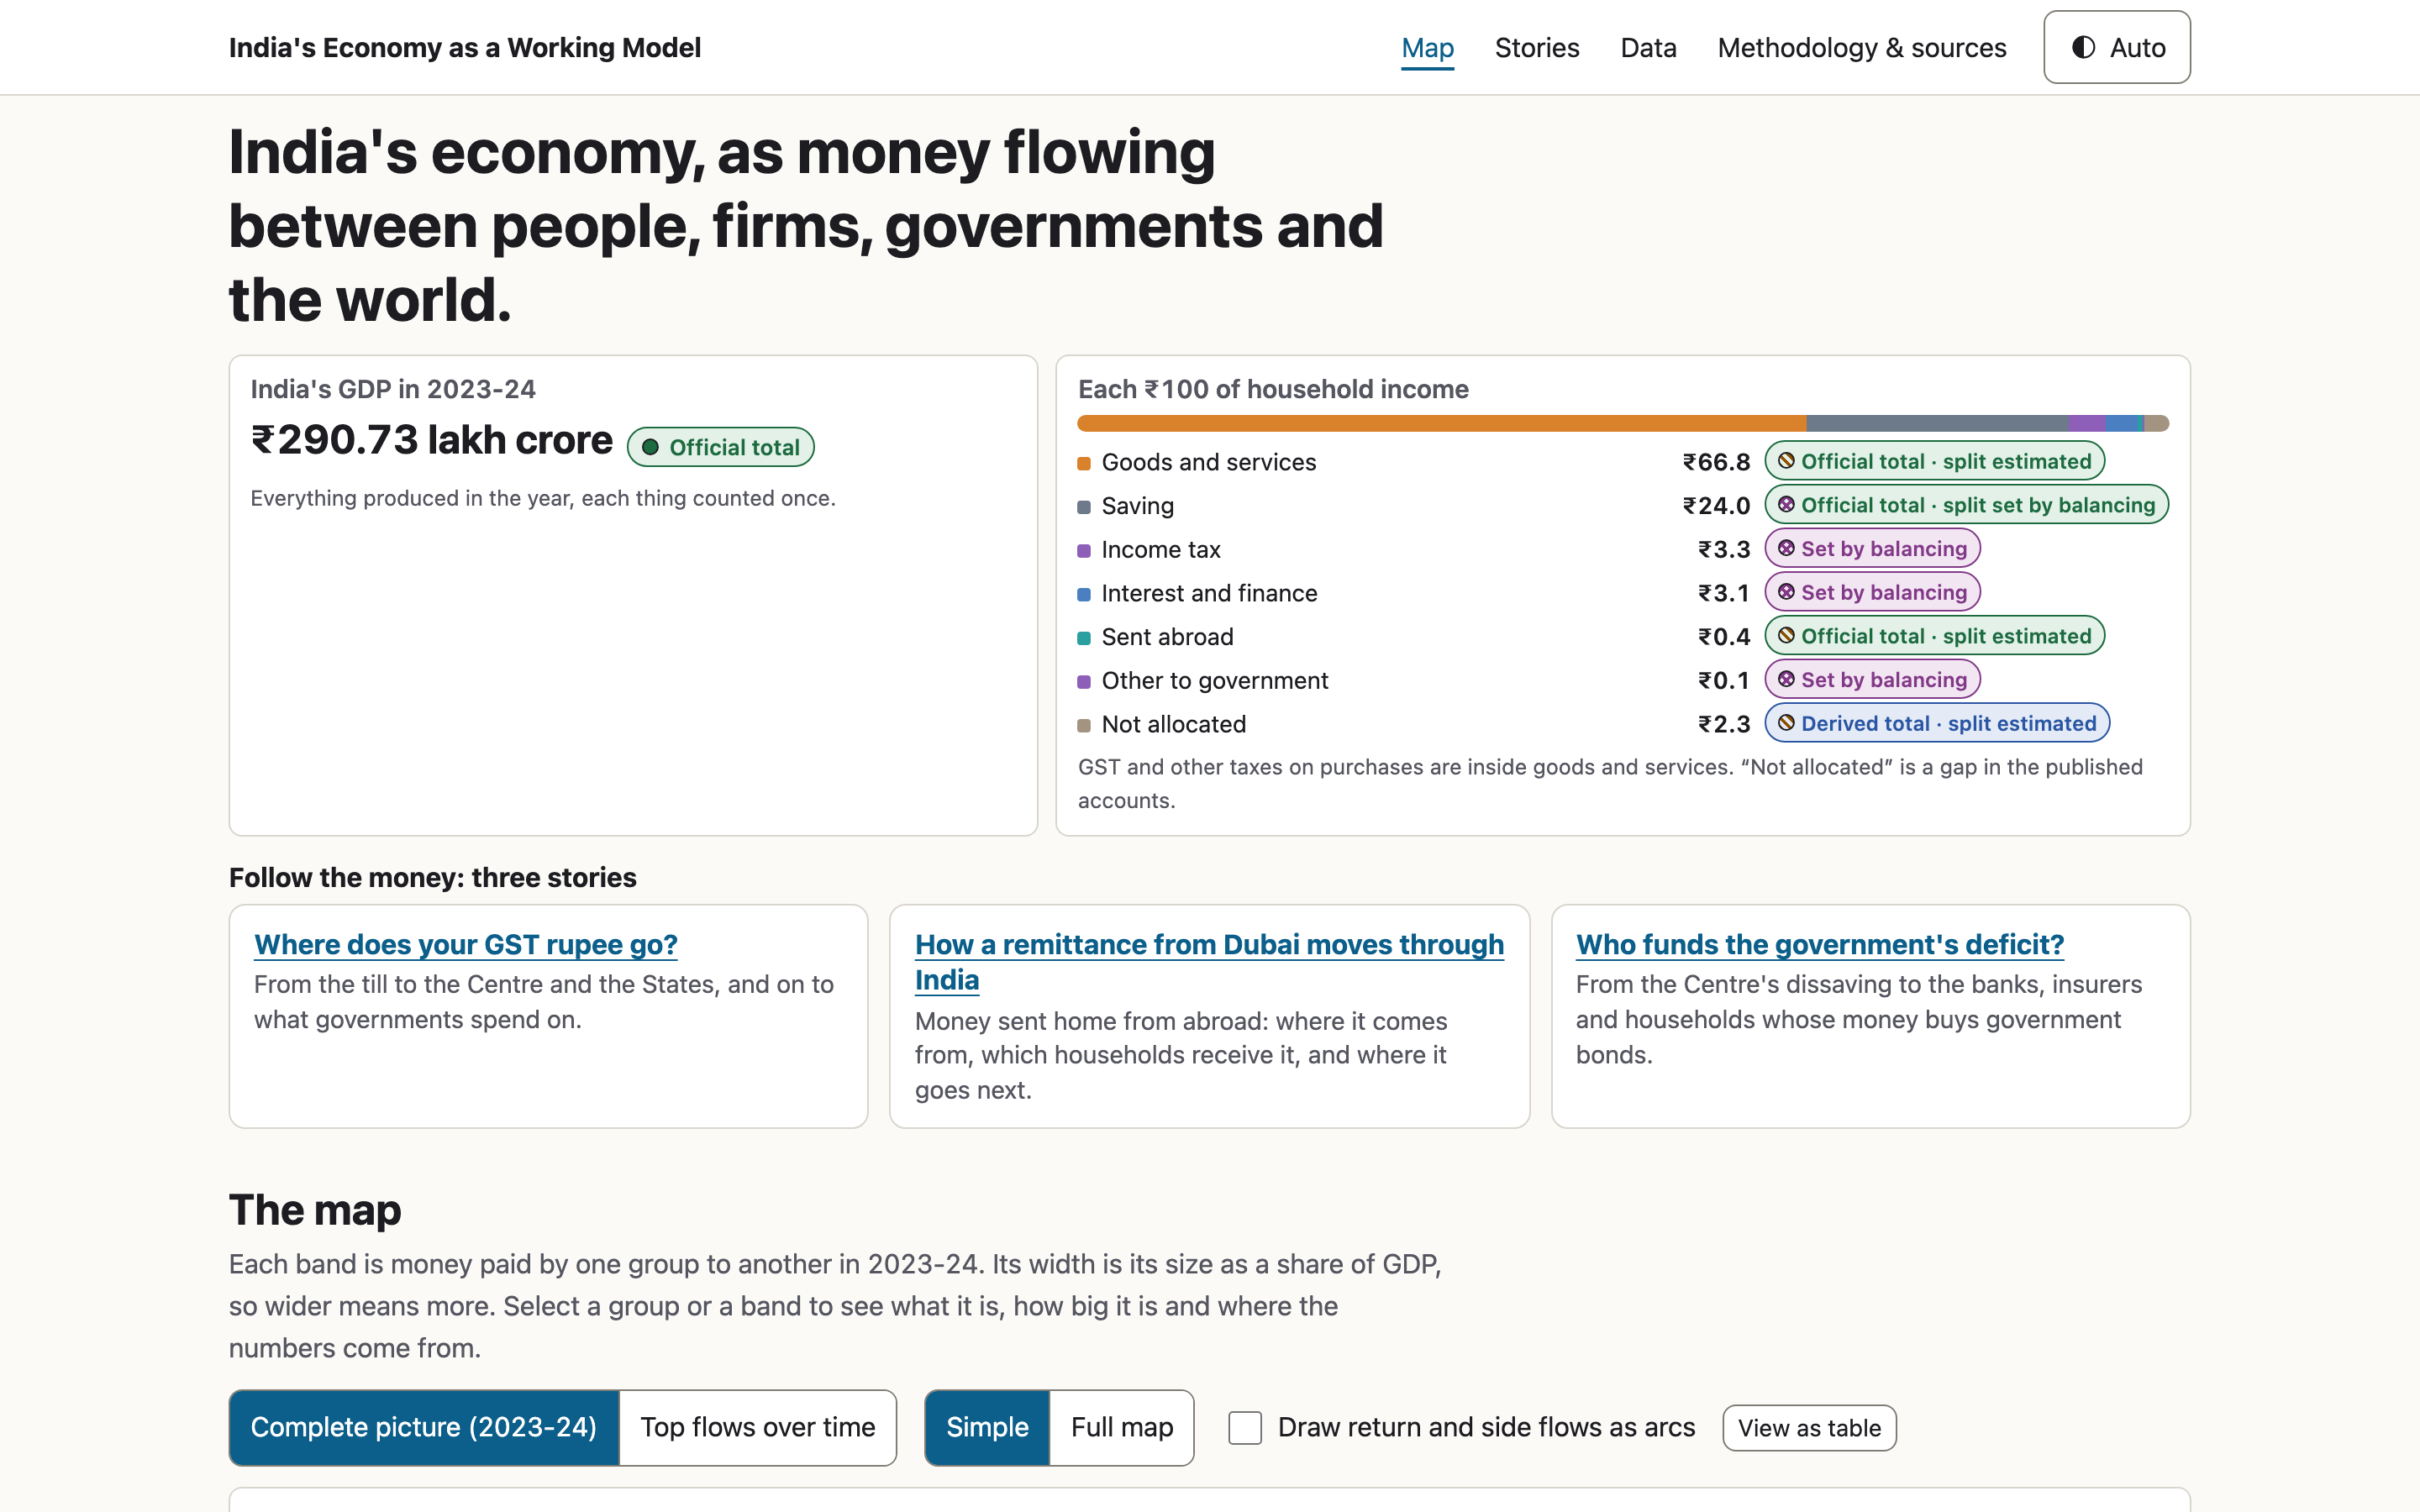 India's Economy as a Working Model
Map
Stories
Data
Methodology & sources
Auto
India's economy, as money flowing
between people, firms, governments and
the world.
India's GDP in 2023-24
₹290.73 lakh crore
Official total
Everything produced in the year, each thing counted once.
Each ₹100 of household income
Goods and services ₹66.8 Official total · split estimated
Saving ₹24.0 Official total · split set by balancing
Income tax ₹3.3 Set by balancing
Interest and finance ₹3.1 Set by balancing
Sent abroad ₹0.4 Official total · split estimated
Other to government ₹0.1 Set by balancing
Not allocated ₹2.3 Derived total · split estimated
GST and other taxes on purchases are inside goods and services. “Not allocated” is a gap in the published
accounts.
Follow the money: three stories
Where does your GST rupee go?
From the till to the Centre and the States, and on to
what governments spend on.
How a remittance from Dubai moves through
India
Money sent home from abroad: where it comes
from, which households receive it, and where it
goes next.
Who funds the government's deficit?
From the Centre's dissaving to the banks, insurers
and households whose money buys government
bonds.
The map
Each band is money paid by one group to another in 2023-24. Its width is its size as a share of GDP,
so wider means more. Select a group or a band to see what it is, how big it is and where the
numbers come from.
Complete picture (2023-24)
Top flows over time
Simple
Full map
Draw return and side flows as arcs
View as table